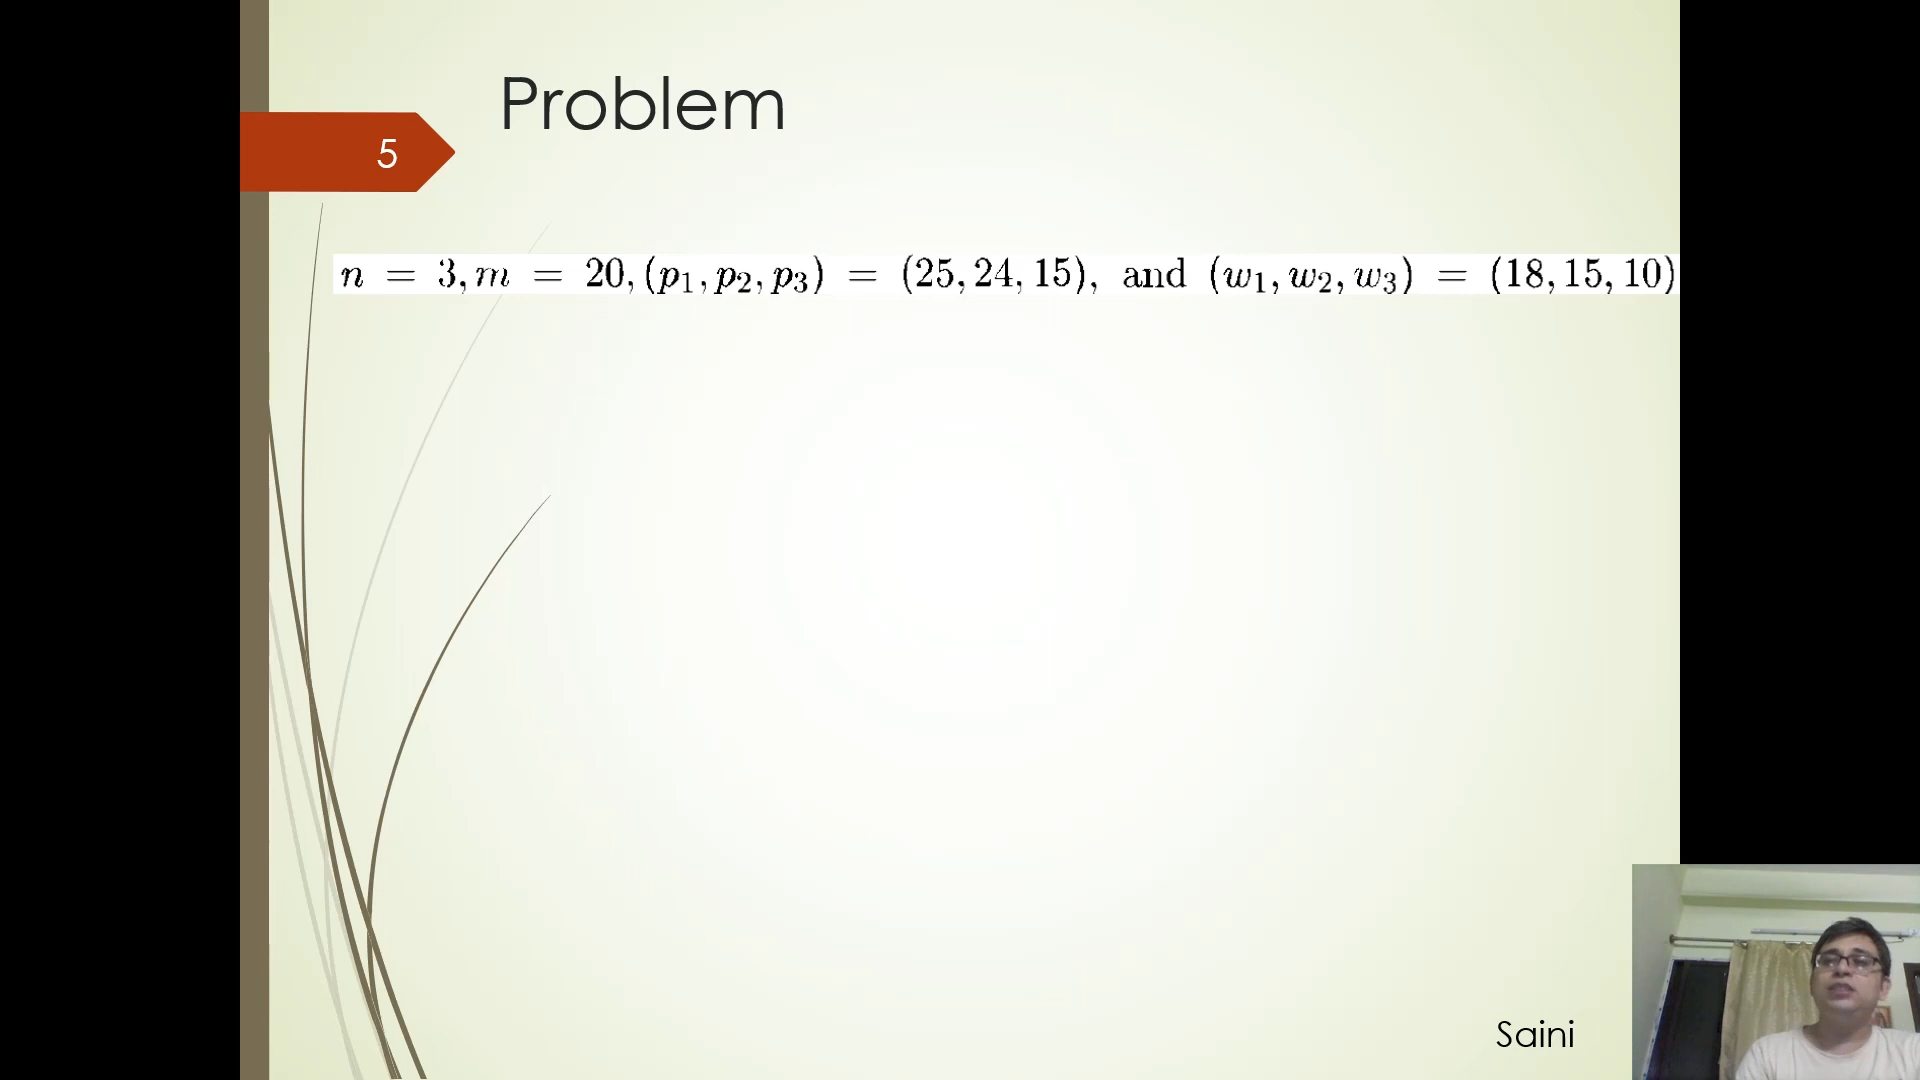 Problem
5
n = 3, m = 20, (p₁, p₂, p₃) = (25, 24, 15), and (w₁, w₂, w₃) = (18, 15, 10)
Saini